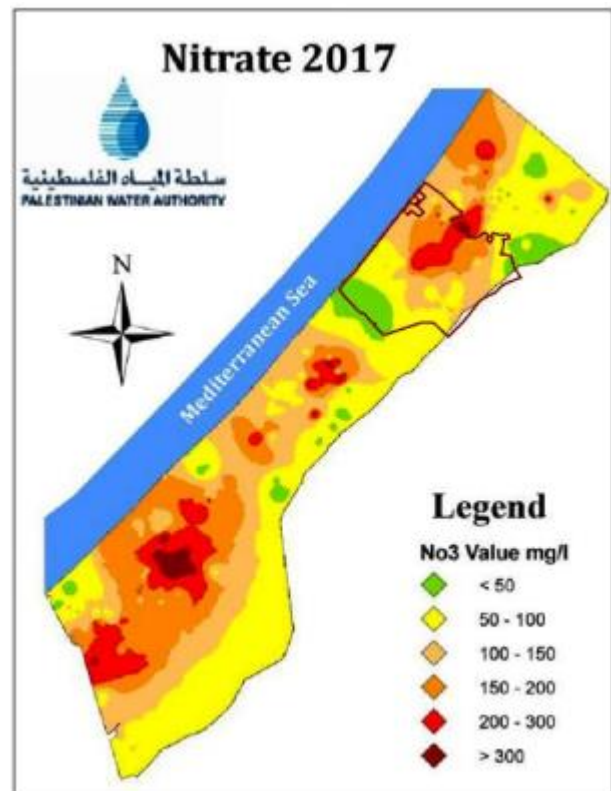 Nitrate 2017
سلطة المياه الفلسطينية
PALESTINIAN WATER AUTHORITY
N
Mediterranean Sea
Legend
No3 Value mg/l
< 50
50 - 100
100 - 150
150 - 200
200 - 300
> 300